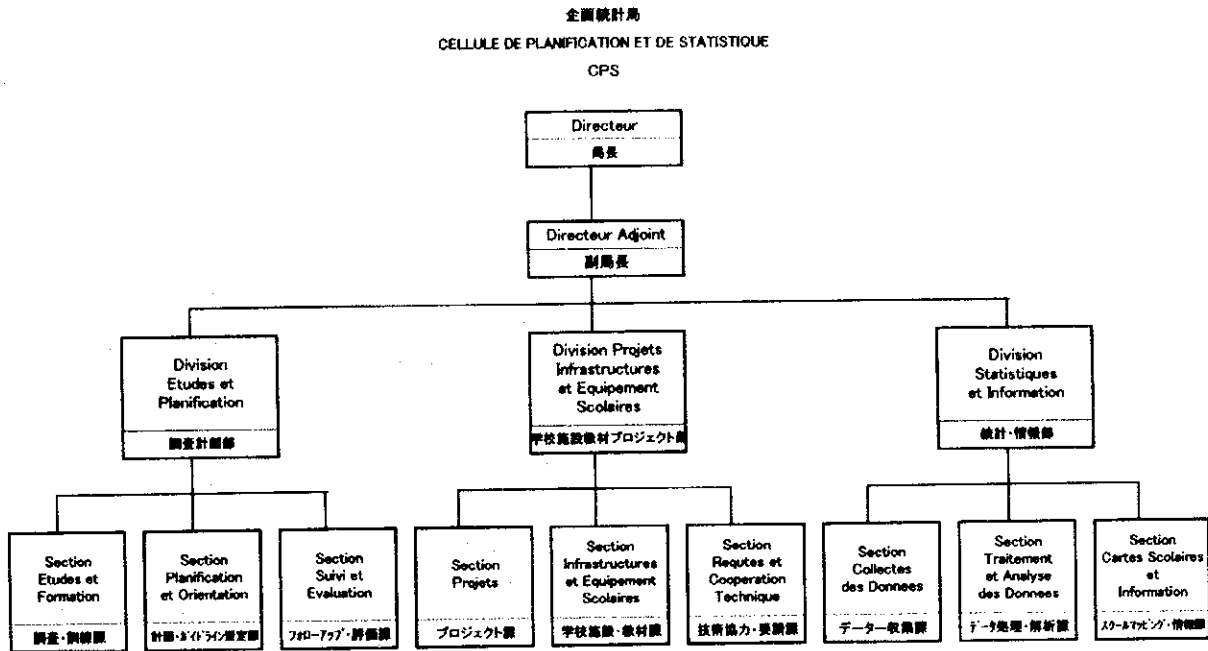 企画統計局
CELLULE DE PLANIFICATION ET DE STATISTIQUE
CPS
Directeur
局長
Directeur Adjoint
副局長
Division
Etudes et
Planification
調査計画部
Division Projets
Infrastructures
et Equipement
Scolaires
学校施設教材プロジェクト部
Division
Statistiques
et Information
統計・情報部
Section
Etudes et
Formation
調査・訓練課
Section
Planification
et Orientation
計画・ガイドライン策定課
Section
Suivi et
Evaluation
フォローアップ・評価課
Section
Projets
プロジェクト課
Section
Infrastructures
et Equipement
Scolaires
学校施設・教材課
Section
Requtes et
Cooperation
Technique
技術協力・要請課
Section
Collectes
des Donnees
データー収集課
Section
Traitement
et Analyse
des Donnees
データ処理・解析課
Section
Cartes Scolaires
et
Information
スクールマッピング・情報課